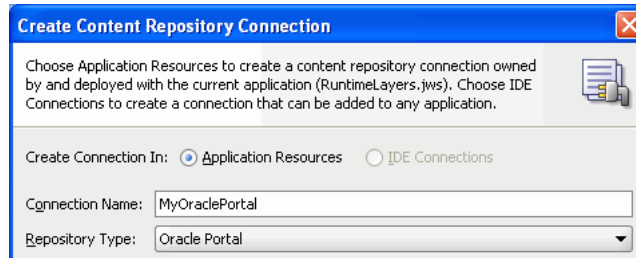 Create Content Repository Connection
Choose Application Resources to create a content repository connection owned
by and deployed with the current application (RuntimeLayers.jws). Choose IDE
Connections to create a connection that can be added to any application.
Create Connection In: Application Resources IDE Connections
Connection Name: MyOraclePortal
Repository Type: Oracle Portal